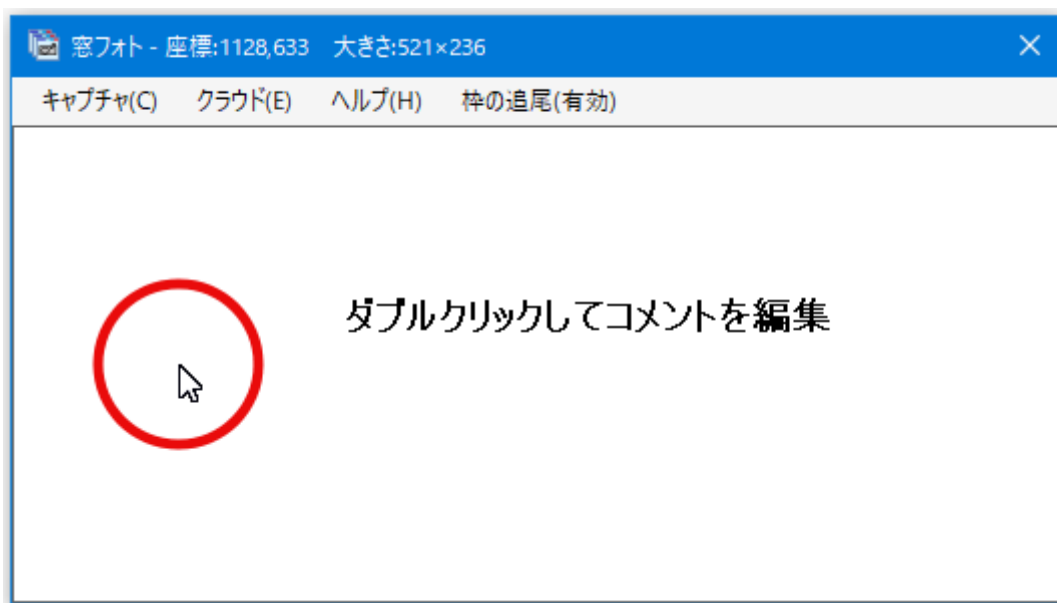 窓フォト - 座標:1128,633 大きさ:521×236
キャプチャ(C) クラウド(E) ヘルプ(H) 枠の追尾(有効)
ダブルクリックしてコメントを編集